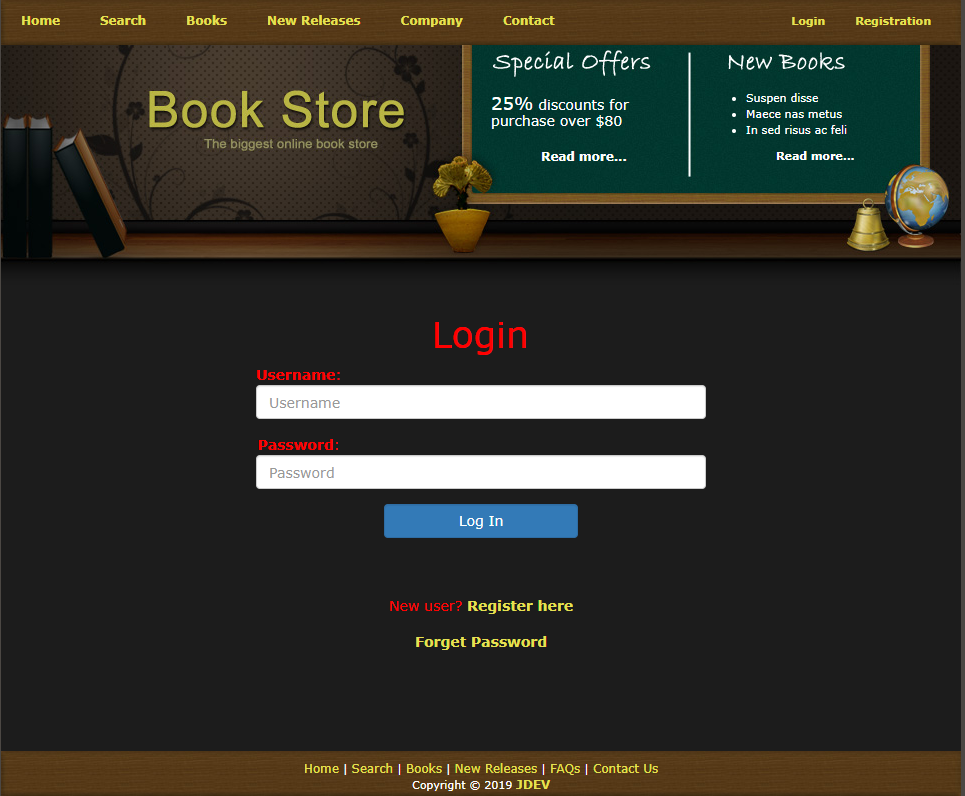 Home Search Books New Releases Company Contact Login Registration
Book Store
The biggest online book store
Special Offers
25% discounts for
purchase over $80
Read more...
New Books
Suspen disse
Maece nas metus
In sed risus ac feli
Read more...
Login
Username:
Username
Password:
Password
Log In
New user? Register here
Forget Password
Home | Search | Books | New Releases | FAQs | Contact Us
Copyright © 2019 JDEV